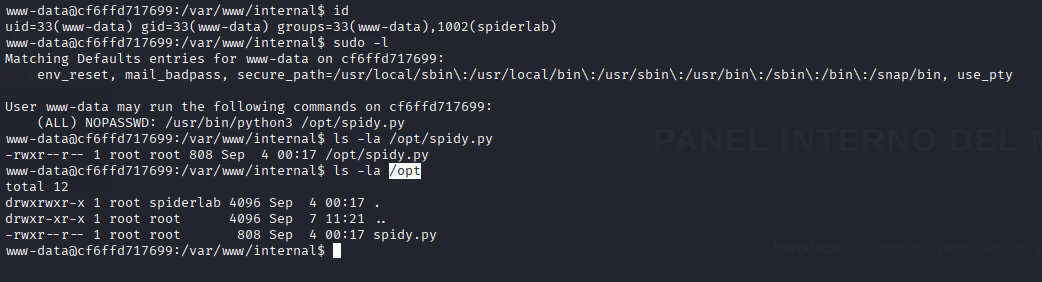 www-data@cf6ffd717699:/var/www/internal$ id
uid=33(www-data) gid=33(www-data) groups=33(www-data),1002(spiderlab)
www-data@cf6ffd717699:/var/www/internal$ sudo -l
Matching Defaults entries for www-data on cf6ffd717699:
    env_reset, mail_badpass, secure_path=/usr/local/sbin\:/usr/local/bin\:/usr/sbin\:/usr/bin\:/sbin\:/bin\:/snap/bin, use_pty
User www-data may run the following commands on cf6ffd717699:
    (ALL) NOPASSWD: /usr/bin/python3 /opt/spidy.py
www-data@cf6ffd717699:/var/www/internal$ ls -la /opt/spidy.py
-rwxr--r-- 1 root root 808 Sep  4 00:17 /opt/spidy.py
www-data@cf6ffd717699:/var/www/internal$ ls -la /opt
total 12
drwxrwxr-x 1 root spiderlab 4096 Sep  4 00:17 .
drwxr-xr-x 1 root root      4096 Sep  7 11:21 ..
-rwxr--r-- 1 root root       808 Sep  4 00:17 spidy.py
www-data@cf6ffd717699:/var/www/internal$
PANEL INTERNO DEL